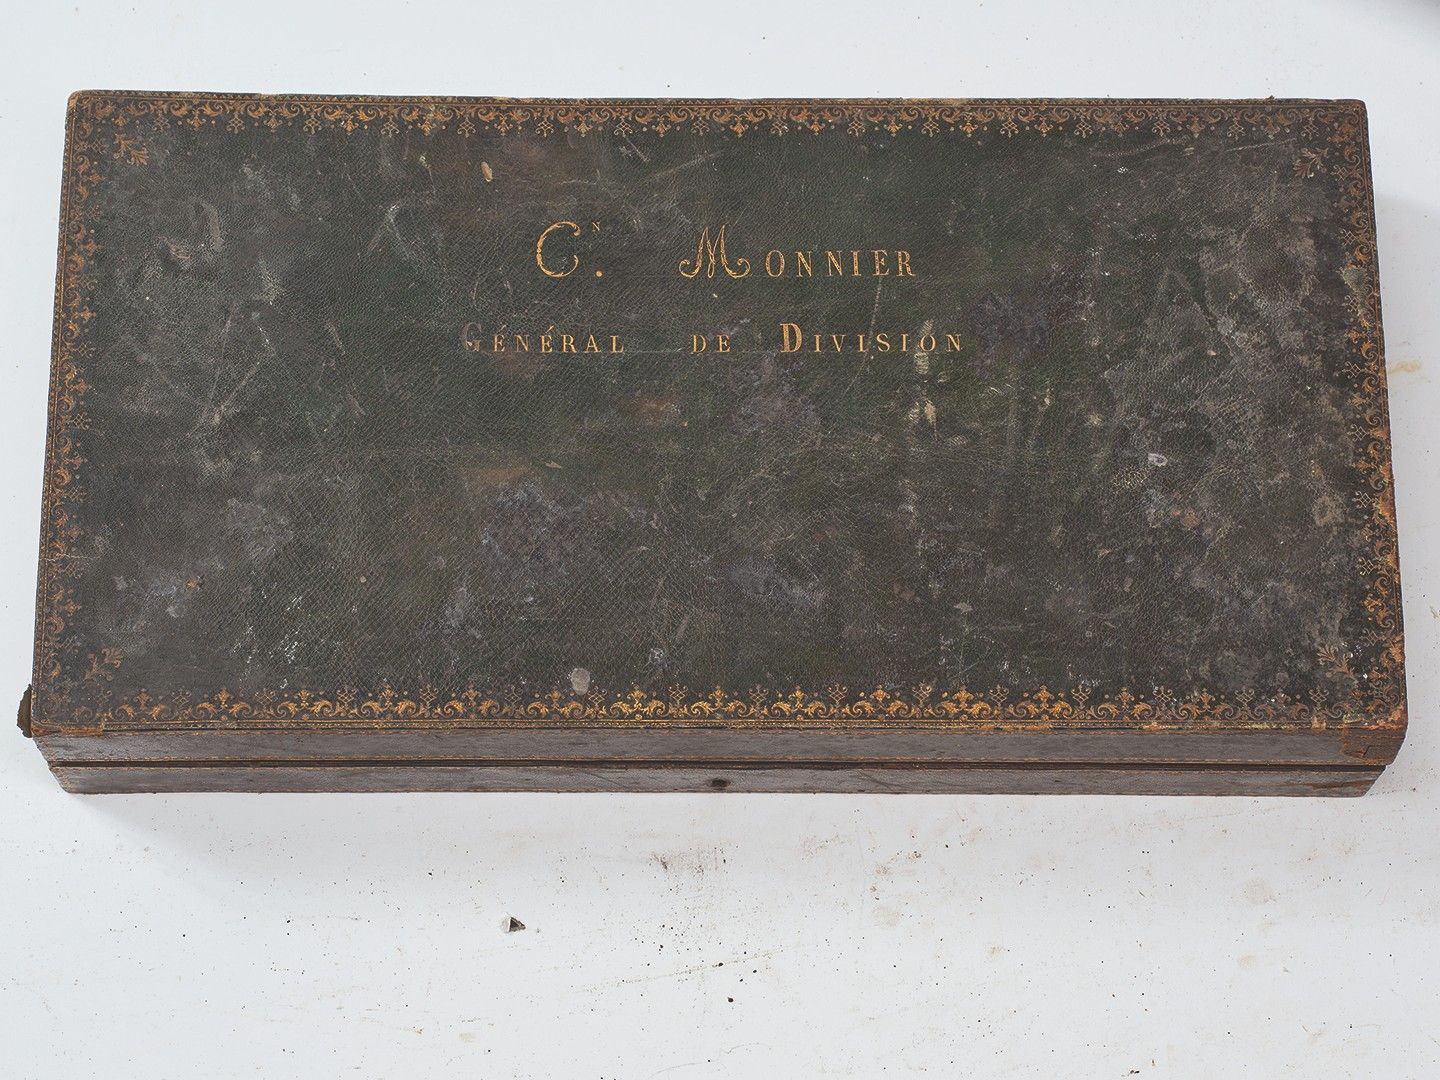 Cᴺ. MONNIER
GÉNÉRAL DE DIVISION